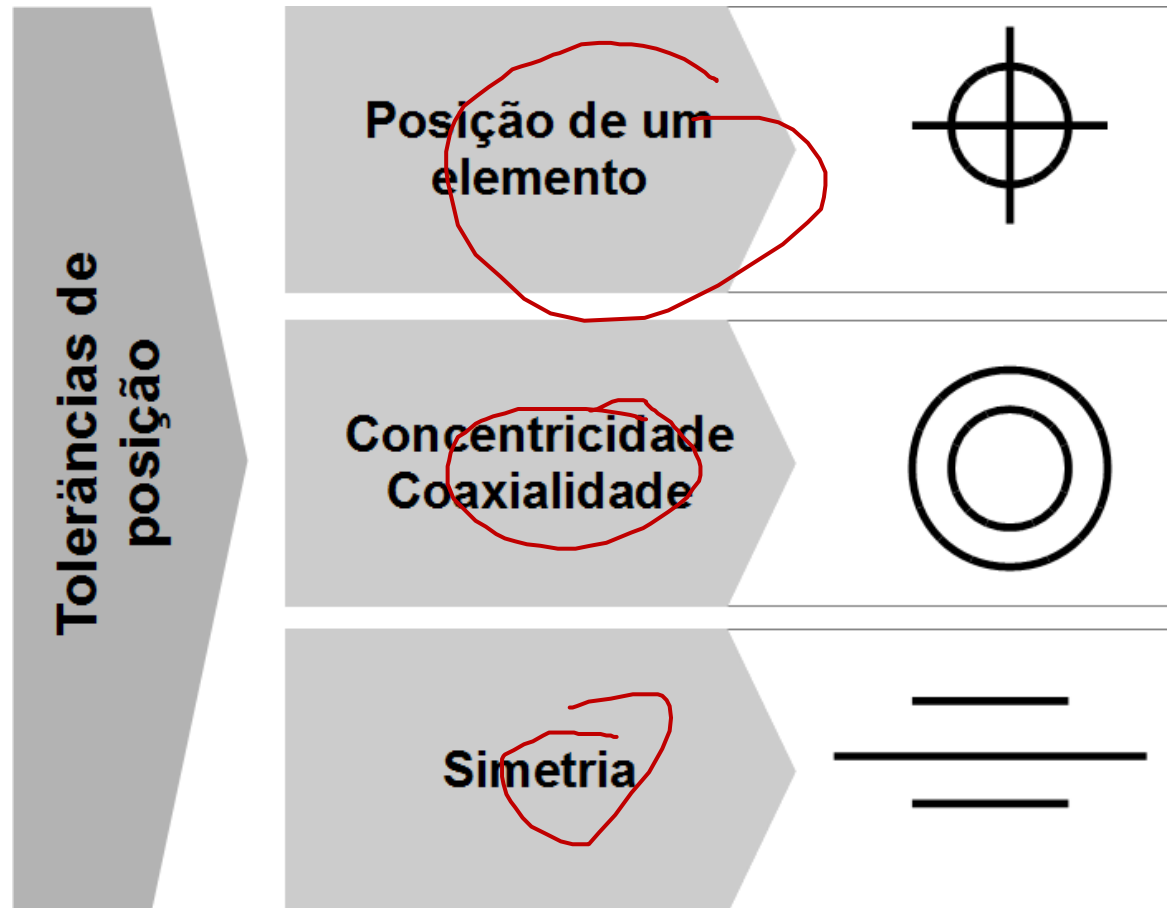 Tolerâncias de
posição
Posição de um
elemento
Concentricidade
Coaxialidade
Simetria